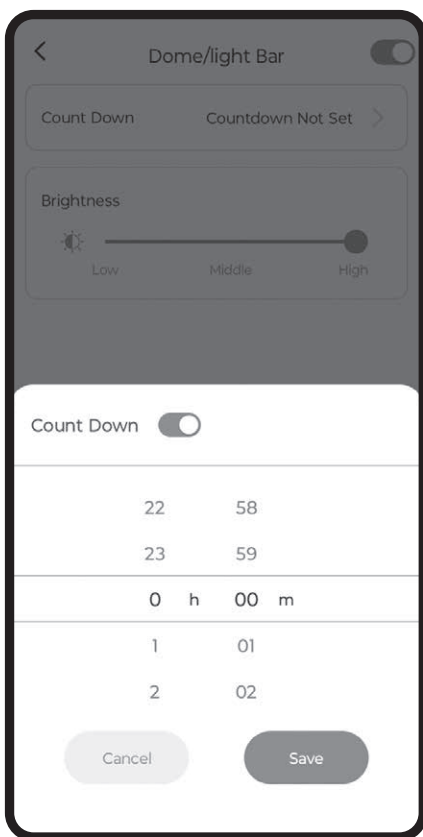 Dome/light Bar
Count Down Countdown Not Set
Brightness
Low Middle High
Count Down
22 58
23 59
0 h 00 m
1 01
2 02
Cancel Save